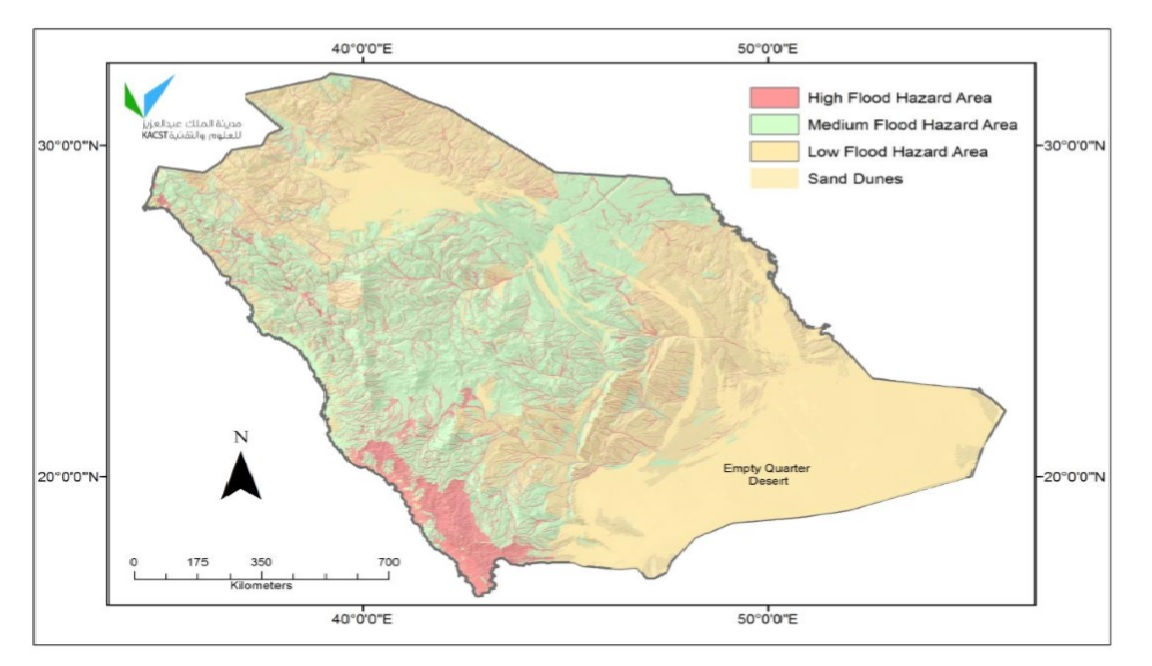 40°0'0"E 50°0'0"E
مدينة الملك عبدالعزيز
للعلوم والتقنية KACST
High Flood Hazard Area
Medium Flood Hazard Area
Low Flood Hazard Area
Sand Dunes
30°0'0"N 30°0'0"N
N
Empty Quarter
Desert
20°0'0"N 20°0'0"N
0 175 350 700
Kilometers
40°0'0"E 50°0'0"E